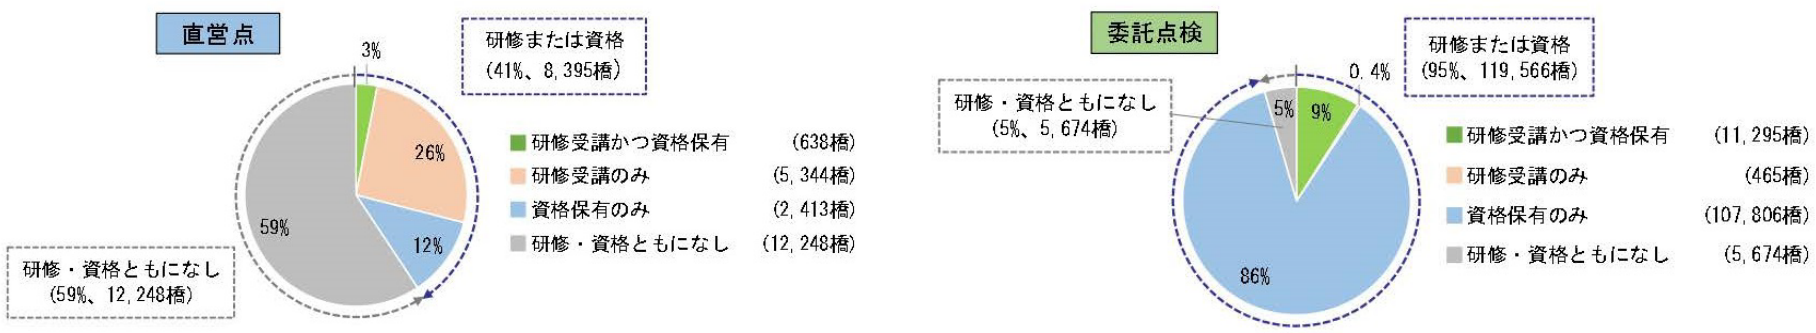 直営点
3%
研修または資格
(41%、8,395橋)
26%
12%
59%
研修・資格ともになし
(59%、12,248橋)
研修受講かつ資格保有 (638橋)
研修受講のみ (5,344橋)
資格保有のみ (2,413橋)
研修・資格ともになし (12,248橋)
委託点検
0.4%
研修または資格
(95%、119,566橋)
研修・資格ともになし
(5%、5,674橋)
5%
9%
86%
研修受講かつ資格保有 (11,295橋)
研修受講のみ (465橋)
資格保有のみ (107,806橋)
研修・資格ともになし (5,674橋)